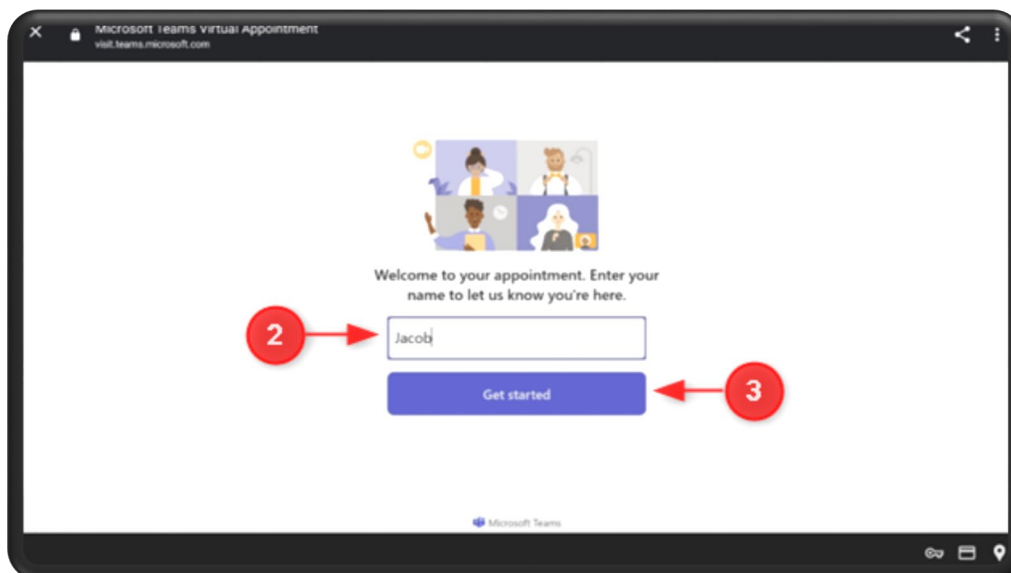 Microsoft Teams Virtual Appointment
visit.teams.microsoft.com
Welcome to your appointment. Enter your
name to let us know you're here.
2
Jacob
Get started
3
Microsoft Teams